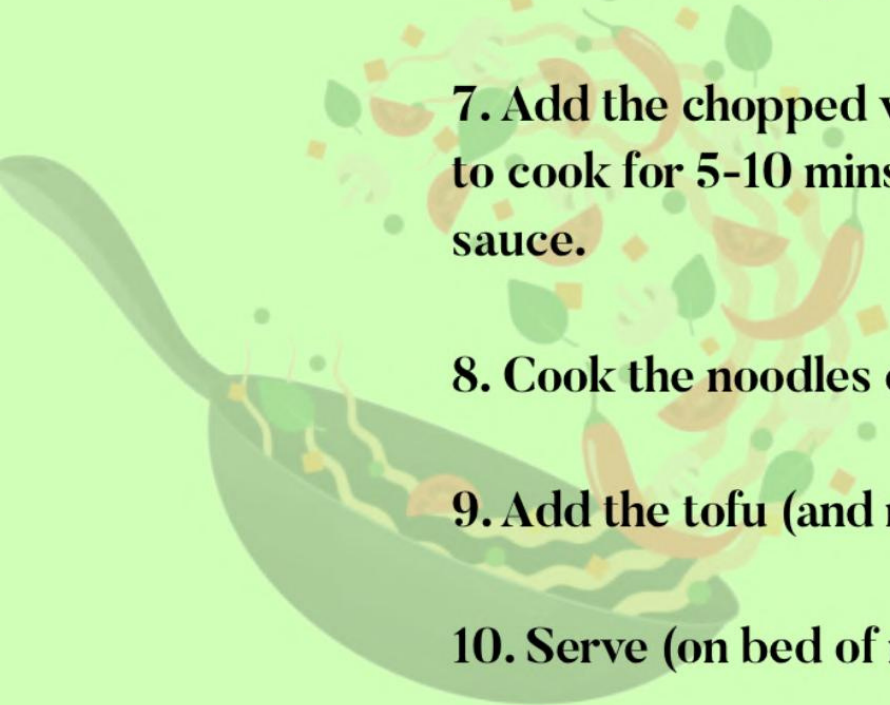 7. Add the chopped
to cook for 5-10 mins
sauce.
8. Cook the noodles
9. Add the tofu (and
10. Serve (on bed of